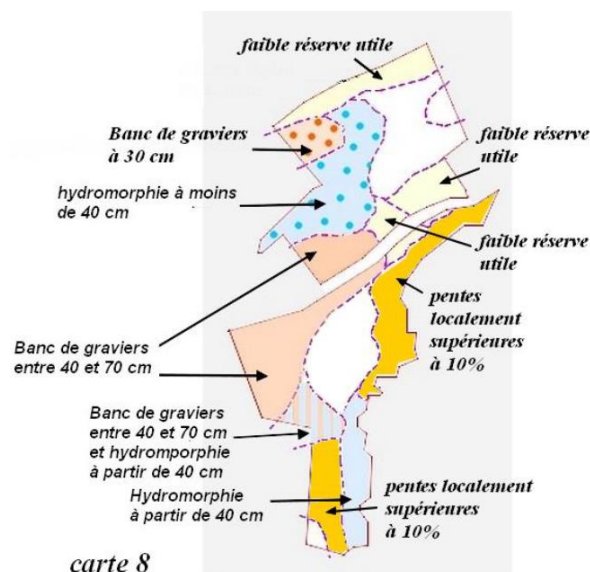 faible réserve utile
Banc de graviers
à 30 cm
faible réserve
utile
hydromorphie à moins
de 40 cm
faible réserve
utile
pentes
localement
supérieures
à 10%
Banc de graviers
entre 40 et 70 cm
Banc de graviers
entre 40 et 70 cm
et hydromporphie
à partir de 40 cm
Hydromorphie
à partir de 40 cm
pentes localement
supérieures
à 10%
carte 8